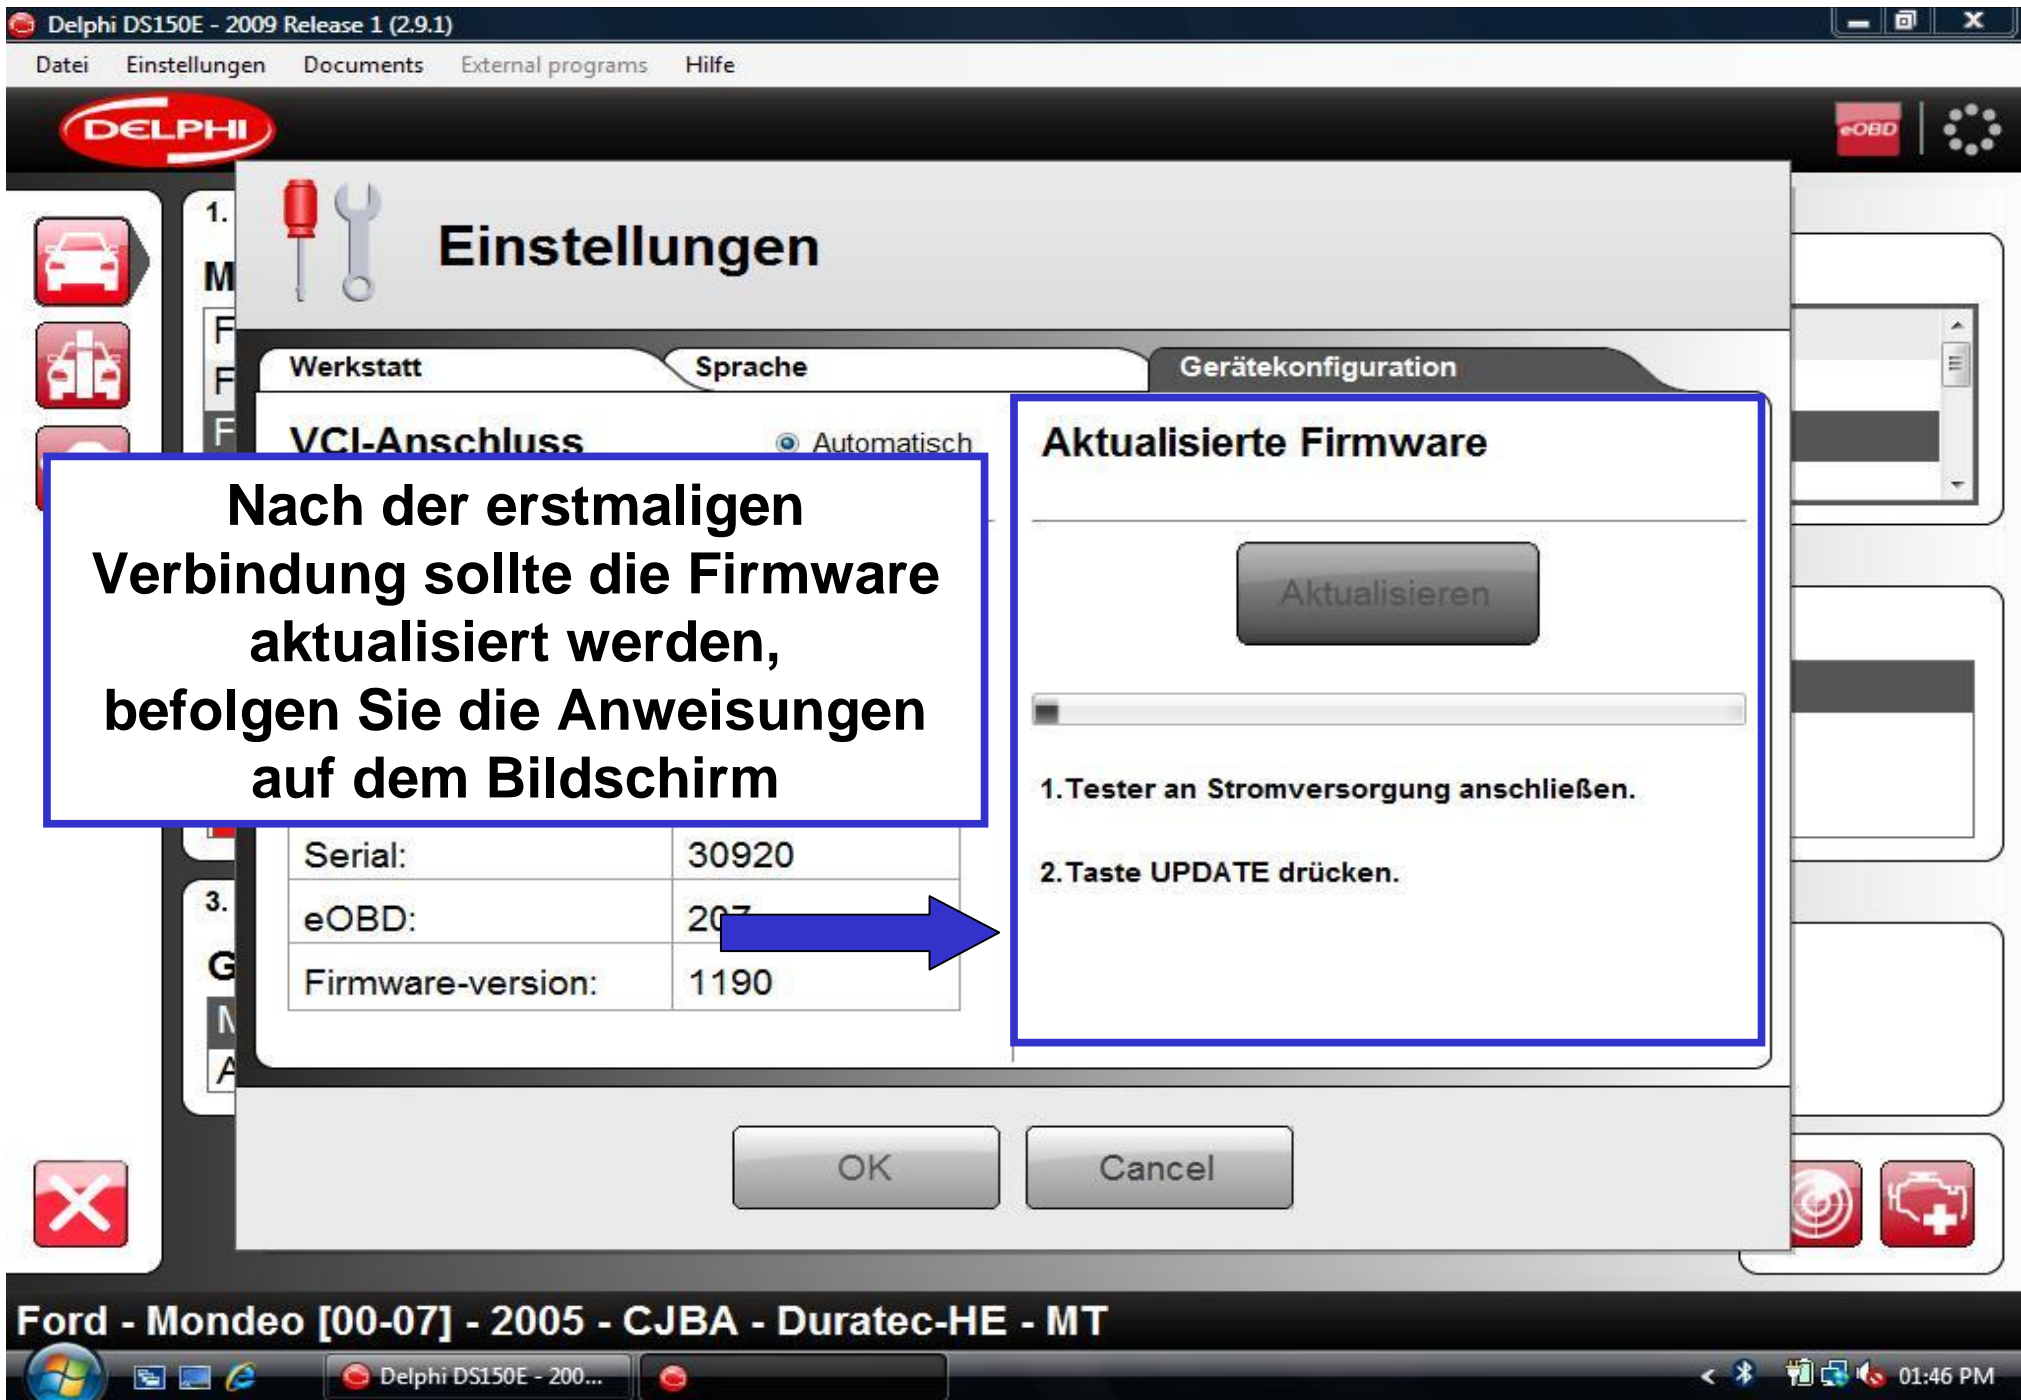 Delphi DS150E - 2009 Release 1 (2.9.1)
Datei Einstellungen Documents External programs Hilfe
DELPHI
eOBD
1.
Einstellungen
M
F
F
F
Werkstatt Sprache Gerätekonfiguration
VCI-Anschluss Automatisch
Aktualisierte Firmware
Nach der erstmaligen
Verbindung sollte die Firmware
aktualisiert werden,
befolgen Sie die Anweisungen
auf dem Bildschirm
Aktualisieren
1.Tester an Stromversorgung anschließen.
2.Taste UPDATE drücken.
Serial: 30920
eOBD: 207
Firmware-version: 1190
3.
G
M
A
OK Cancel
Ford - Mondeo [00-07] - 2005 - CJBA - Duratec-HE - MT
Delphi DS150E - 200... 01:46 PM